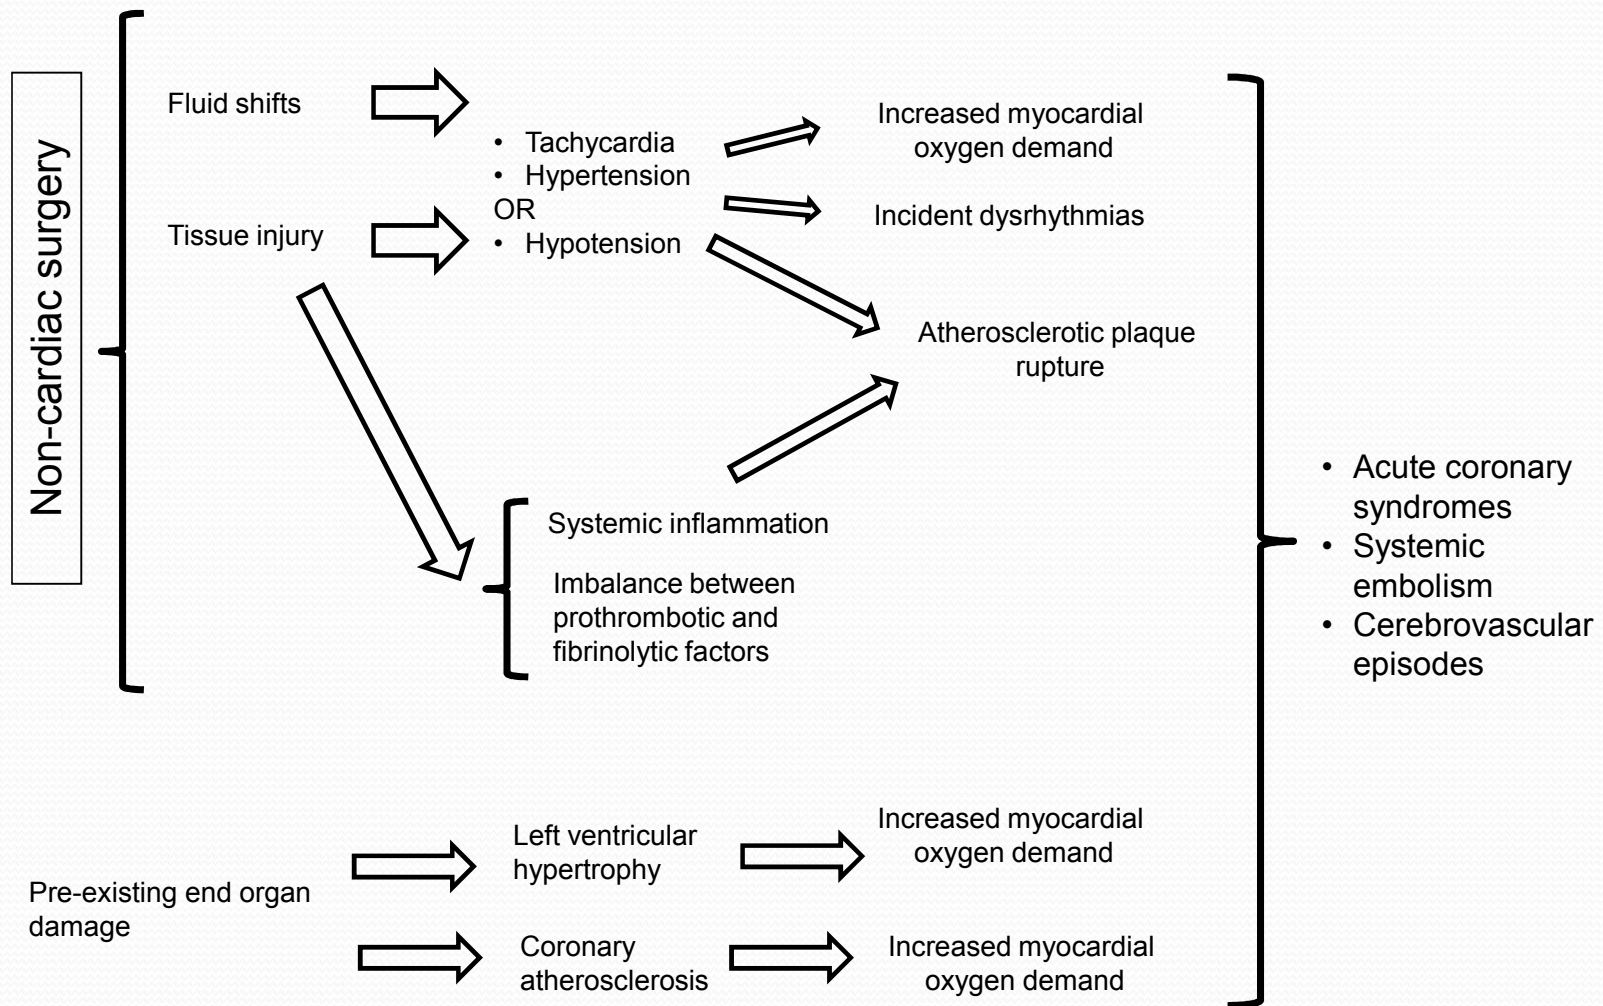 Non-cardiac surgery
Fluid shifts
Tissue injury
• Tachycardia
• Hypertension
OR
• Hypotension
Increased myocardial
oxygen demand
Incident dysrhythmias
Atherosclerotic plaque
rupture
Systemic inflammation
Imbalance between
prothrombotic and
fibrinolytic factors
Pre-existing end organ
damage
Left ventricular
hypertrophy
Increased myocardial
oxygen demand
Coronary
atherosclerosis
Increased myocardial
oxygen demand
• Acute coronary
syndromes
• Systemic
embolism
• Cerebrovascular
episodes